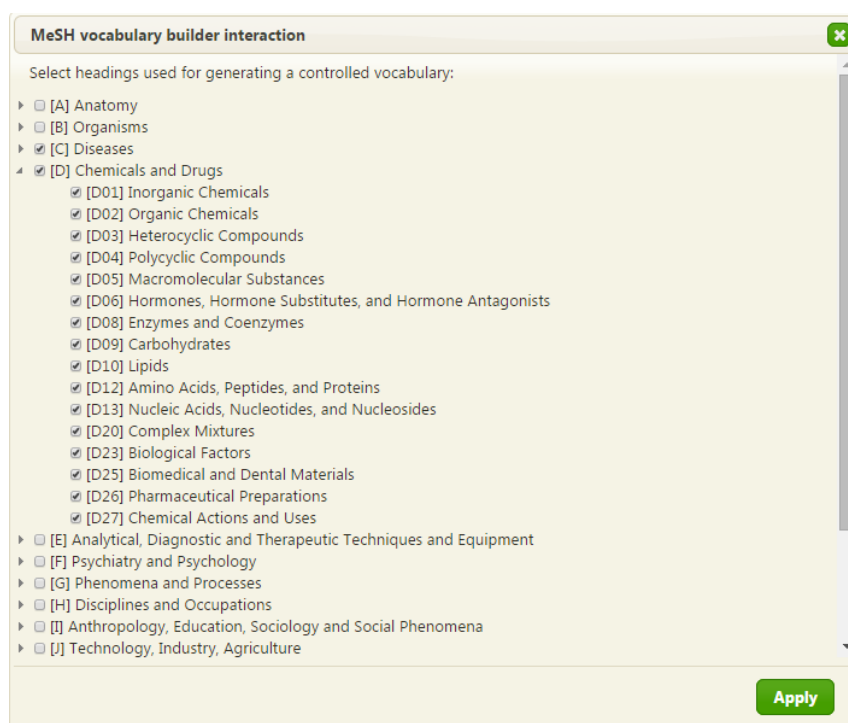 MeSH vocabulary builder interaction
Select headings used for generating a controlled vocabulary:
[A] Anatomy
[B] Organisms
[C] Diseases
[D] Chemicals and Drugs
[D01] Inorganic Chemicals
[D02] Organic Chemicals
[D03] Heterocyclic Compounds
[D04] Polycyclic Compounds
[D05] Macromolecular Substances
[D06] Hormones, Hormone Substitutes, and Hormone Antagonists
[D08] Enzymes and Coenzymes
[D09] Carbohydrates
[D10] Lipids
[D12] Amino Acids, Peptides, and Proteins
[D13] Nucleic Acids, Nucleotides, and Nucleosides
[D20] Complex Mixtures
[D23] Biological Factors
[D25] Biomedical and Dental Materials
[D26] Pharmaceutical Preparations
[D27] Chemical Actions and Uses
[E] Analytical, Diagnostic and Therapeutic Techniques and Equipment
[F] Psychiatry and Psychology
[G] Phenomena and Processes
[H] Disciplines and Occupations
[I] Anthropology, Education, Sociology and Social Phenomena
[J] Technology, Industry, Agriculture
Apply